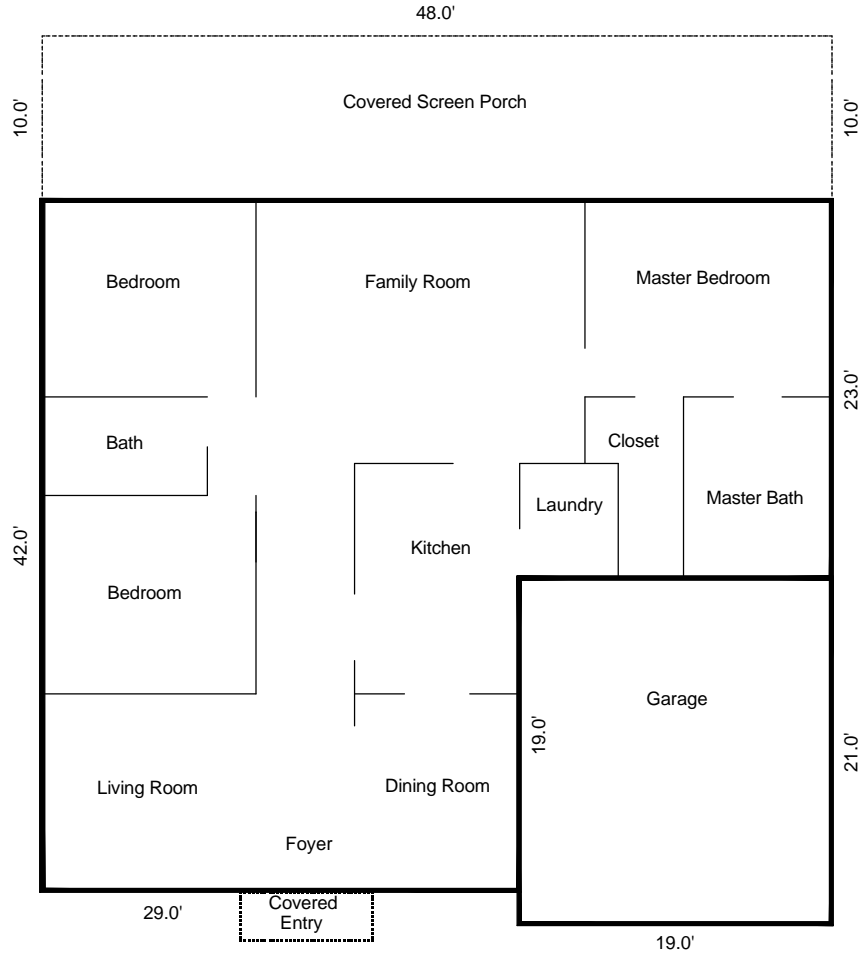 48.0'
10.0'
Covered Screen Porch
10.0'
Bedroom
Family Room
Master Bedroom
23.0'
Bath
Closet
Laundry
Master Bath
42.0'
Kitchen
Bedroom
Garage
19.0'
21.0'
Living Room
Dining Room
Foyer
29.0'
Covered
Entry
19.0'